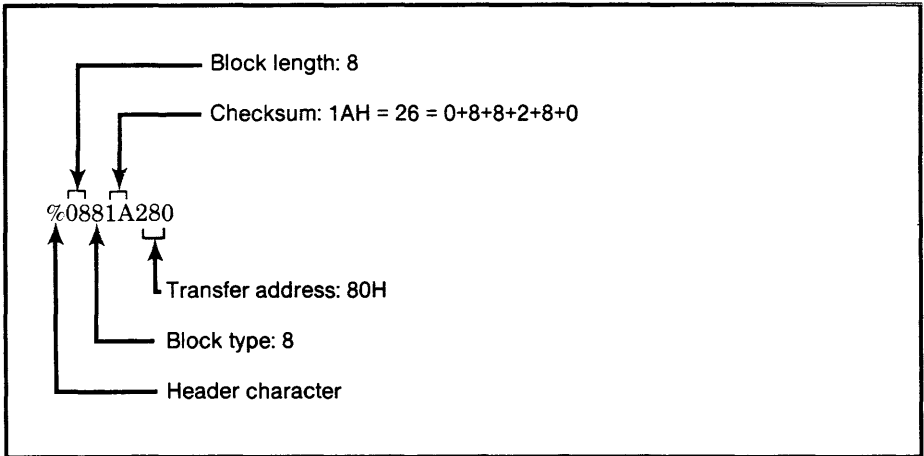 Block length: 8
Checksum: 1AH = 26 = 0+8+8+2+8+0
%0881A280
Transfer address: 80H
Block type: 8
Header character